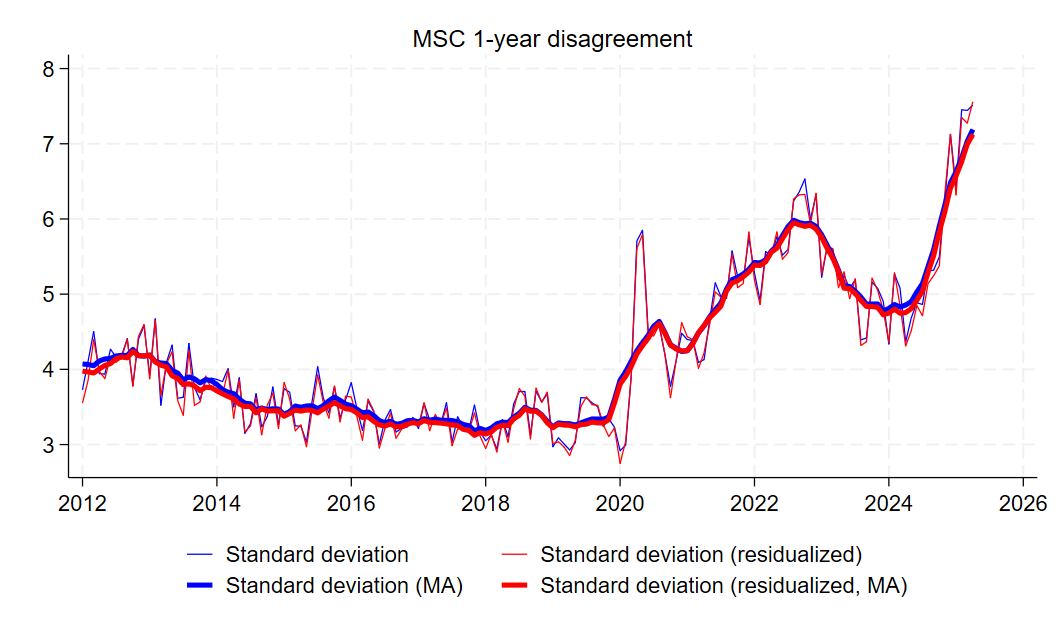 MSC 1-year disagreement
8
7
6
5
4
3
2012 2014 2016 2018 2020 2022 2024 2026
Standard deviation Standard deviation (residualized)
Standard deviation (MA) Standard deviation (residualized, MA)